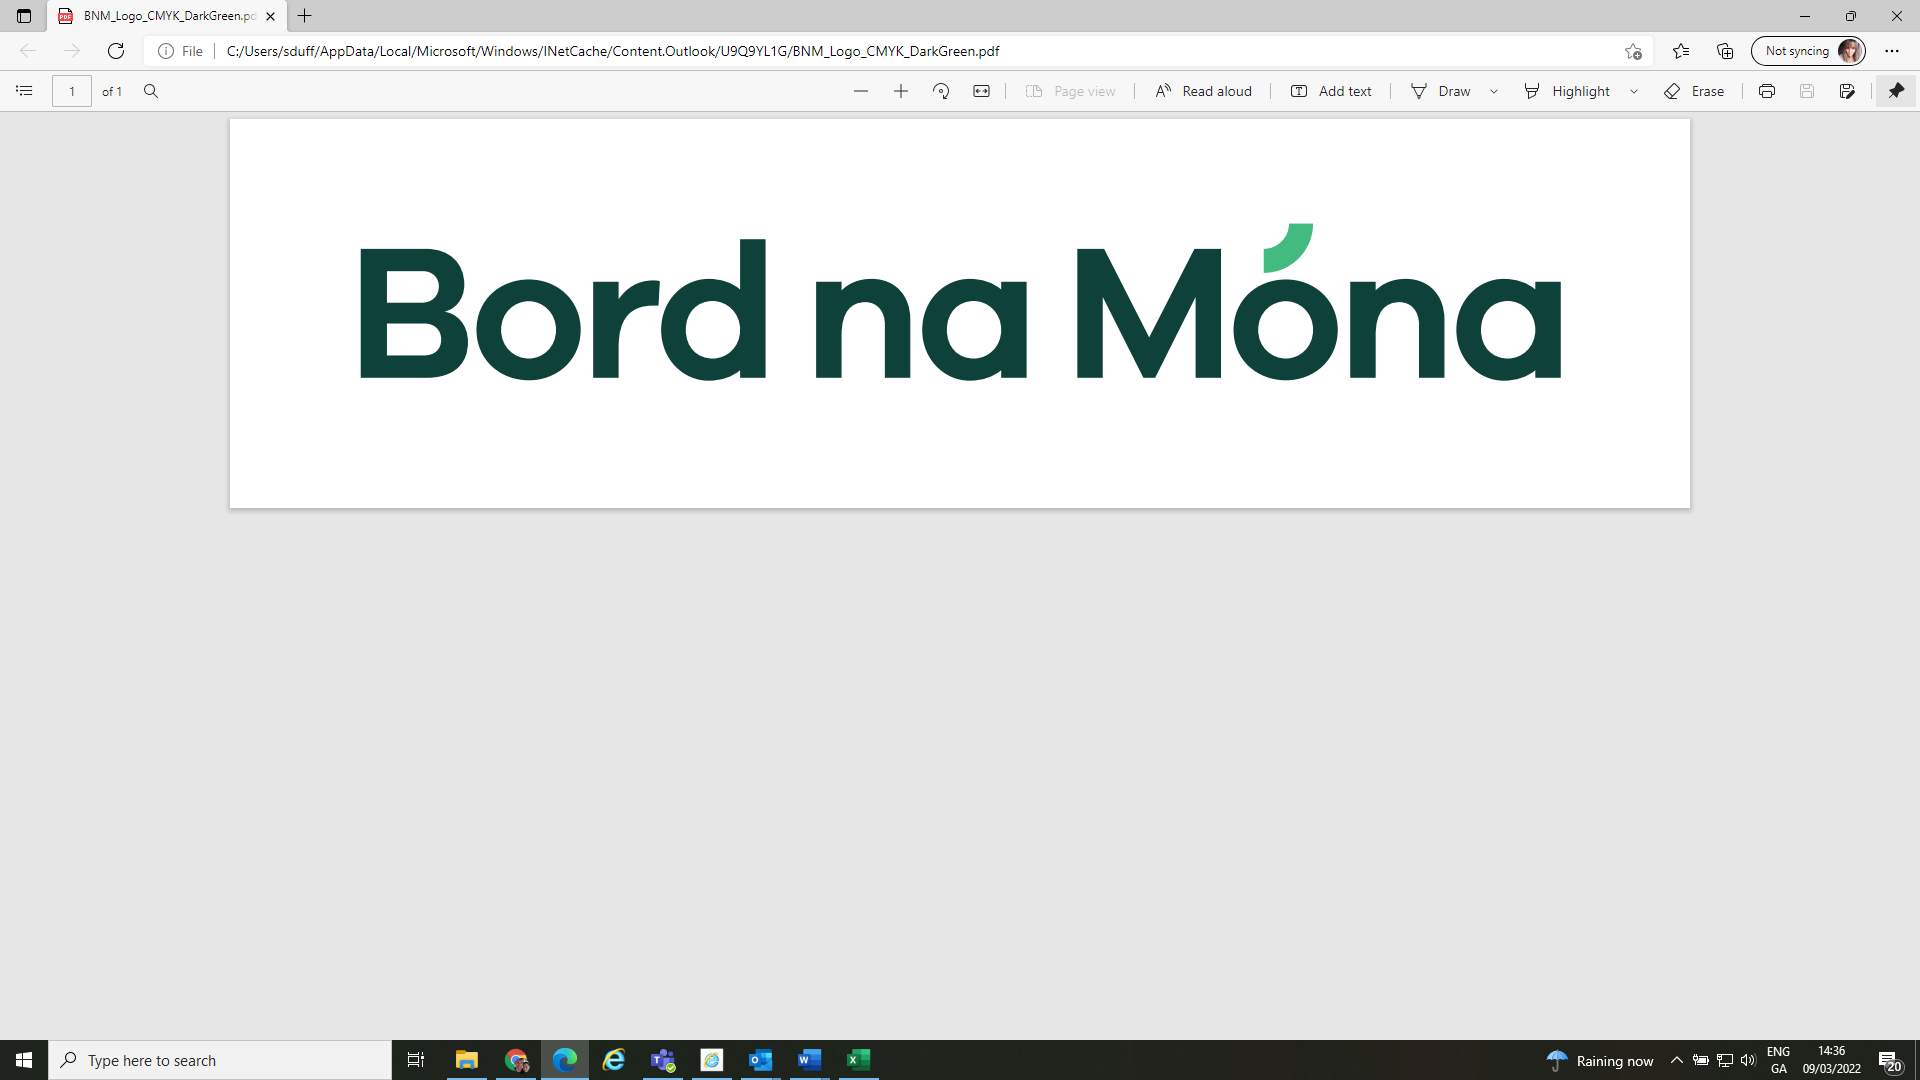 BNM_Logo_CMYK_DarkGreen.pd
File
C:/Users/sduff/AppData/Local/Microsoft/Windows/INetCache/Content.Outlook/U9Q9YL1G/BNM_Logo_CMYK_DarkGreen.pdf
Not syncing
1 of 1
Page view
Read aloud
Add text
Draw
Highlight
Erase
Bord na Móna
Type here to search
Raining now
ENG
GA
14:36
09/03/2022
20